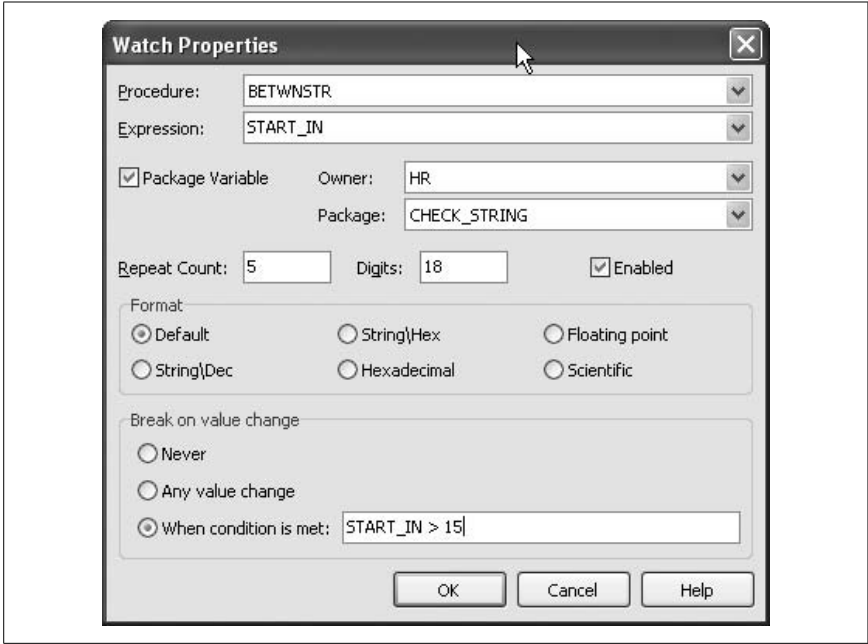 Watch Properties
Procedure: BETWNSTR
Expression: START_IN
Package Variable Owner: HR
Package: CHECK_STRING
Repeat Count: 5 Digits: 18 Enabled
Format
Default String\Hex Floating point
String\Dec Hexadecimal Scientific
Break on value change
Never
Any value change
When condition is met: START_IN > 15
OK Cancel Help